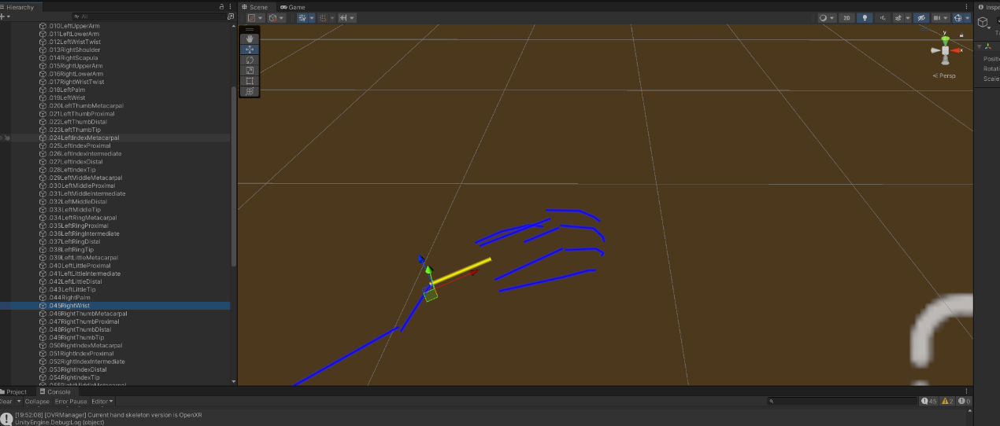 Hierarchy
Scene
Game
Inspe
All
2D
.010LeftUpperArm
.011LeftLowerArm
.012LeftWristTwist
.013RightShoulder
.014RightScapula
.015RightUpperArm
.016RightLowerArm
.017RightWristTwist
.018LeftPalm
.019LeftWrist
.020LeftThumbMetacarpal
.021LeftThumbProximal
.022LeftThumbDistal
.023LeftThumbTip
.024LeftIndexMetacarpal
.025LeftIndexProximal
.026LeftIndexIntermediate
.027LeftIndexDistal
.028LeftIndexTip
.029LeftMiddleMetacarpal
.030LeftMiddleProximal
.031LeftMiddleIntermediate
.032LeftMiddleDistal
.033LeftMiddleTip
.034LeftRingMetacarpal
.035LeftRingProximal
.036LeftRingIntermediate
.037LeftRingDistal
.038LeftRingTip
.039LeftLittleMetacarpal
.040LeftLittleProximal
.041LeftLittleIntermediate
.042LeftLittleDistal
.043LeftLittleTip
.044RightPalm
.045RightWrist
.046RightThumbMetacarpal
.047RightThumbProximal
.048RightThumbDistal
.049RightThumbTip
.050RightIndexMetacarpal
.051RightIndexProximal
.052RightIndexIntermediate
.053RightIndexDistal
.054RightIndexTip
.055RightMiddleMetacarpal
y
x
Persp
Positi
Rotati
Scale
Project
Console
Clear
Collapse
Error Pause
Editor
45
2
0
[19:52:08] [OVRManager] Current hand skeleton version is OpenXR
UnityEngine.Debug:Log (object)